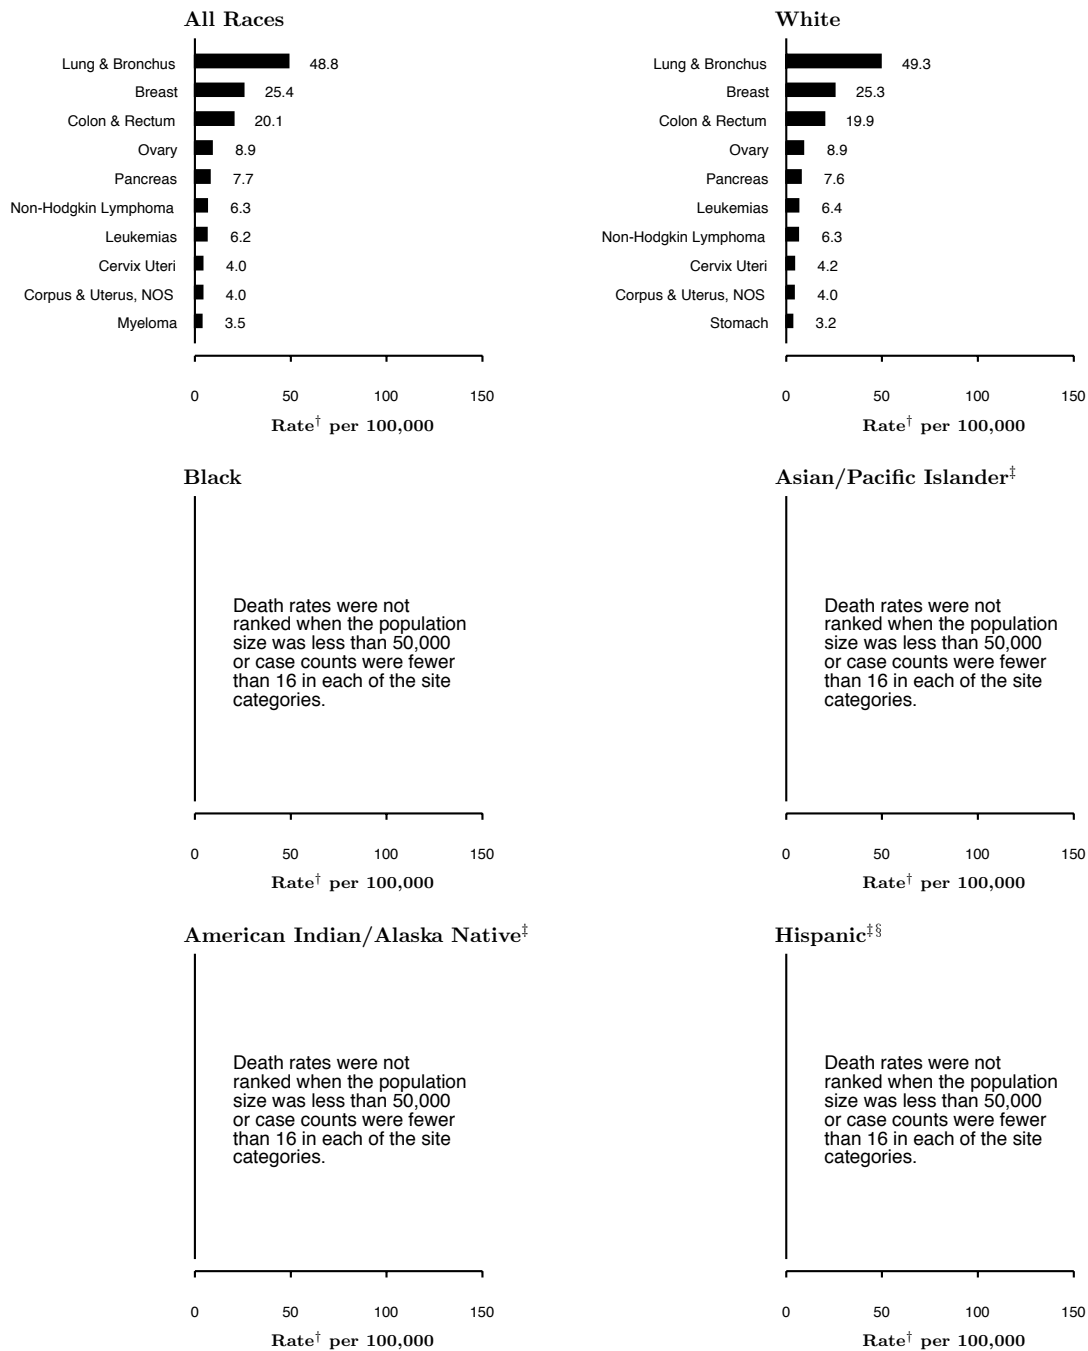 All Races
Lung & Bronchus 48.8
Breast 25.4
Colon & Rectum 20.1
Ovary 8.9
Pancreas 7.7
Non-Hodgkin Lymphoma 6.3
Leukemias 6.2
Cervix Uteri 4.0
Corpus & Uterus, NOS 4.0
Myeloma 3.5
0 50 100 150
Rate† per 100,000
White
Lung & Bronchus 49.3
Breast 25.3
Colon & Rectum 19.9
Ovary 8.9
Pancreas 7.6
Leukemias 6.4
Non-Hodgkin Lymphoma 6.3
Cervix Uteri 4.2
Corpus & Uterus, NOS 4.0
Stomach 3.2
0 50 100 150
Rate† per 100,000
Black
Death rates were not
ranked when the population
size was less than 50,000
or case counts were fewer
than 16 in each of the site
categories.
0 50 100 150
Rate† per 100,000
Asian/Pacific Islander‡
Death rates were not
ranked when the population
size was less than 50,000
or case counts were fewer
than 16 in each of the site
categories.
0 50 100 150
Rate† per 100,000
American Indian/Alaska Native‡
Death rates were not
ranked when the population
size was less than 50,000
or case counts were fewer
than 16 in each of the site
categories.
0 50 100 150
Rate† per 100,000
Hispanic‡§
Death rates were not
ranked when the population
size was less than 50,000
or case counts were fewer
than 16 in each of the site
categories.
0 50 100 150
Rate† per 100,000